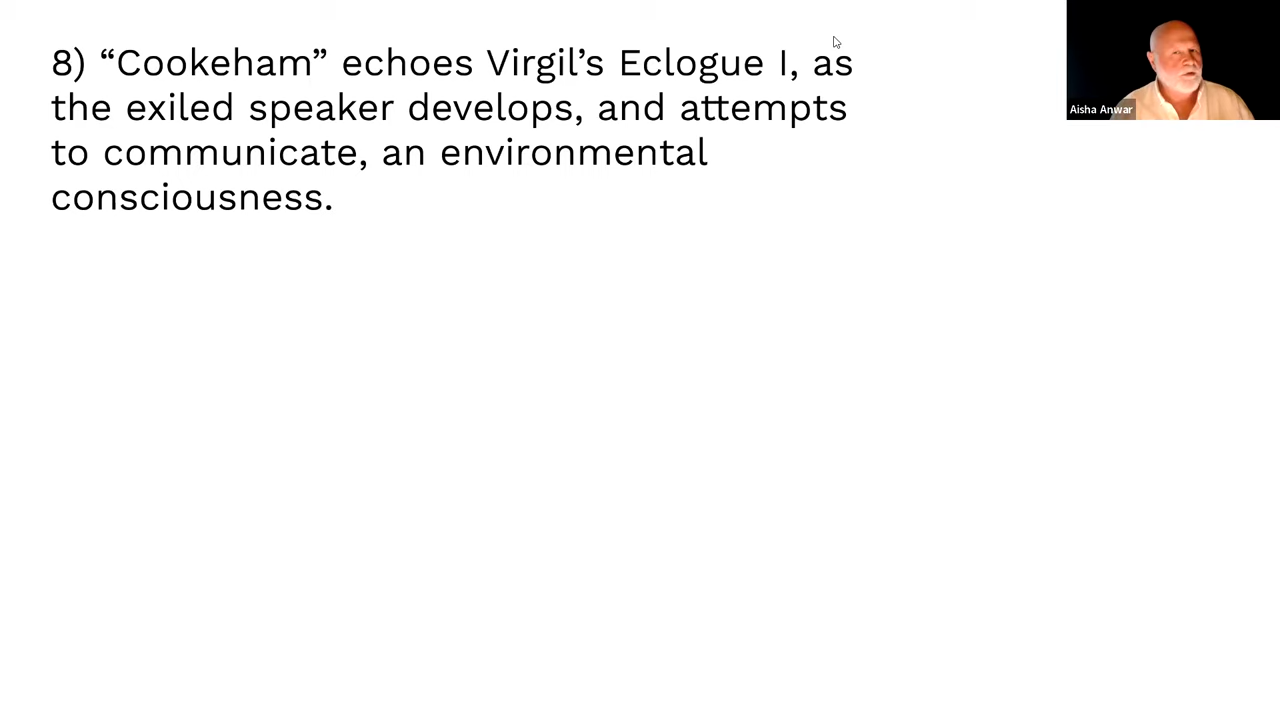 8) “Cookeham” echoes Virgil’s Eclogue I, as
the exiled speaker develops, and attempts
to communicate, an environmental
consciousness.
Aisha Anwar